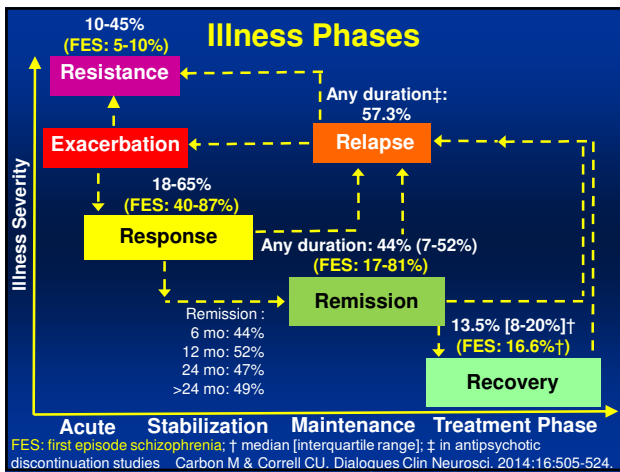 Illness Phases
10-45%
(FES: 5-10%)
Resistance
Any duration‡:
57.3%
Exacerbation
Relapse
18-65%
(FES: 40-87%)
Response
Any duration: 44% (7-52%)
(FES: 17-81%)
Remission
Remission :
6 mo: 44%
12 mo: 52%
24 mo: 47%
>24 mo: 49%
13.5% [8-20%]†
(FES: 16.6%†)
Recovery
Illness Severity
Acute Stabilization Maintenance Treatment Phase
FES: first episode schizophrenia; † median [interquartile range]; ‡ in antipsychotic
discontinuation studies Carbon M & Correll CU. Dialogues Clin Neurosci. 2014:16:505-524.